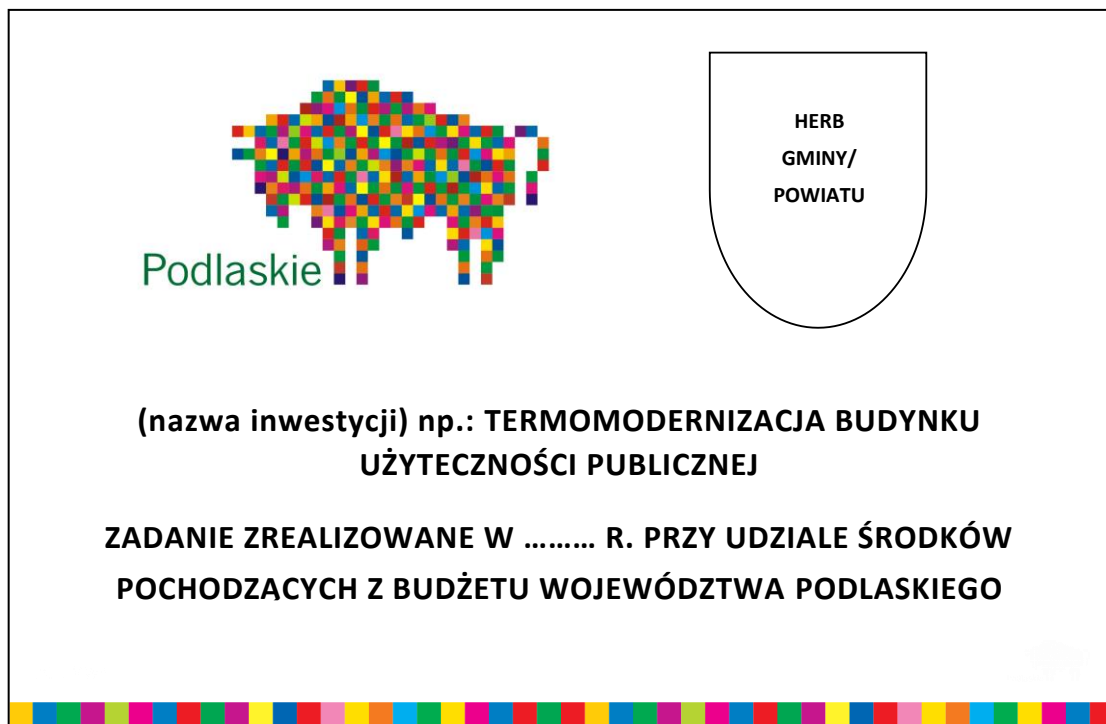 Podlaskie
HERB
GMINY/
POWIATU
(nazwa inwestycji) np.: TERMOMODERNIZACJA BUDYNKU
UŻYTECZNOŚCI PUBLICZNEJ
ZADANIE ZREALIZOWANE W ......... R. PRZY UDZIALE ŚRODKÓW
POCHODZĄCYCH Z BUDŻETU WOJEWÓDZTWA PODLASKIEGO